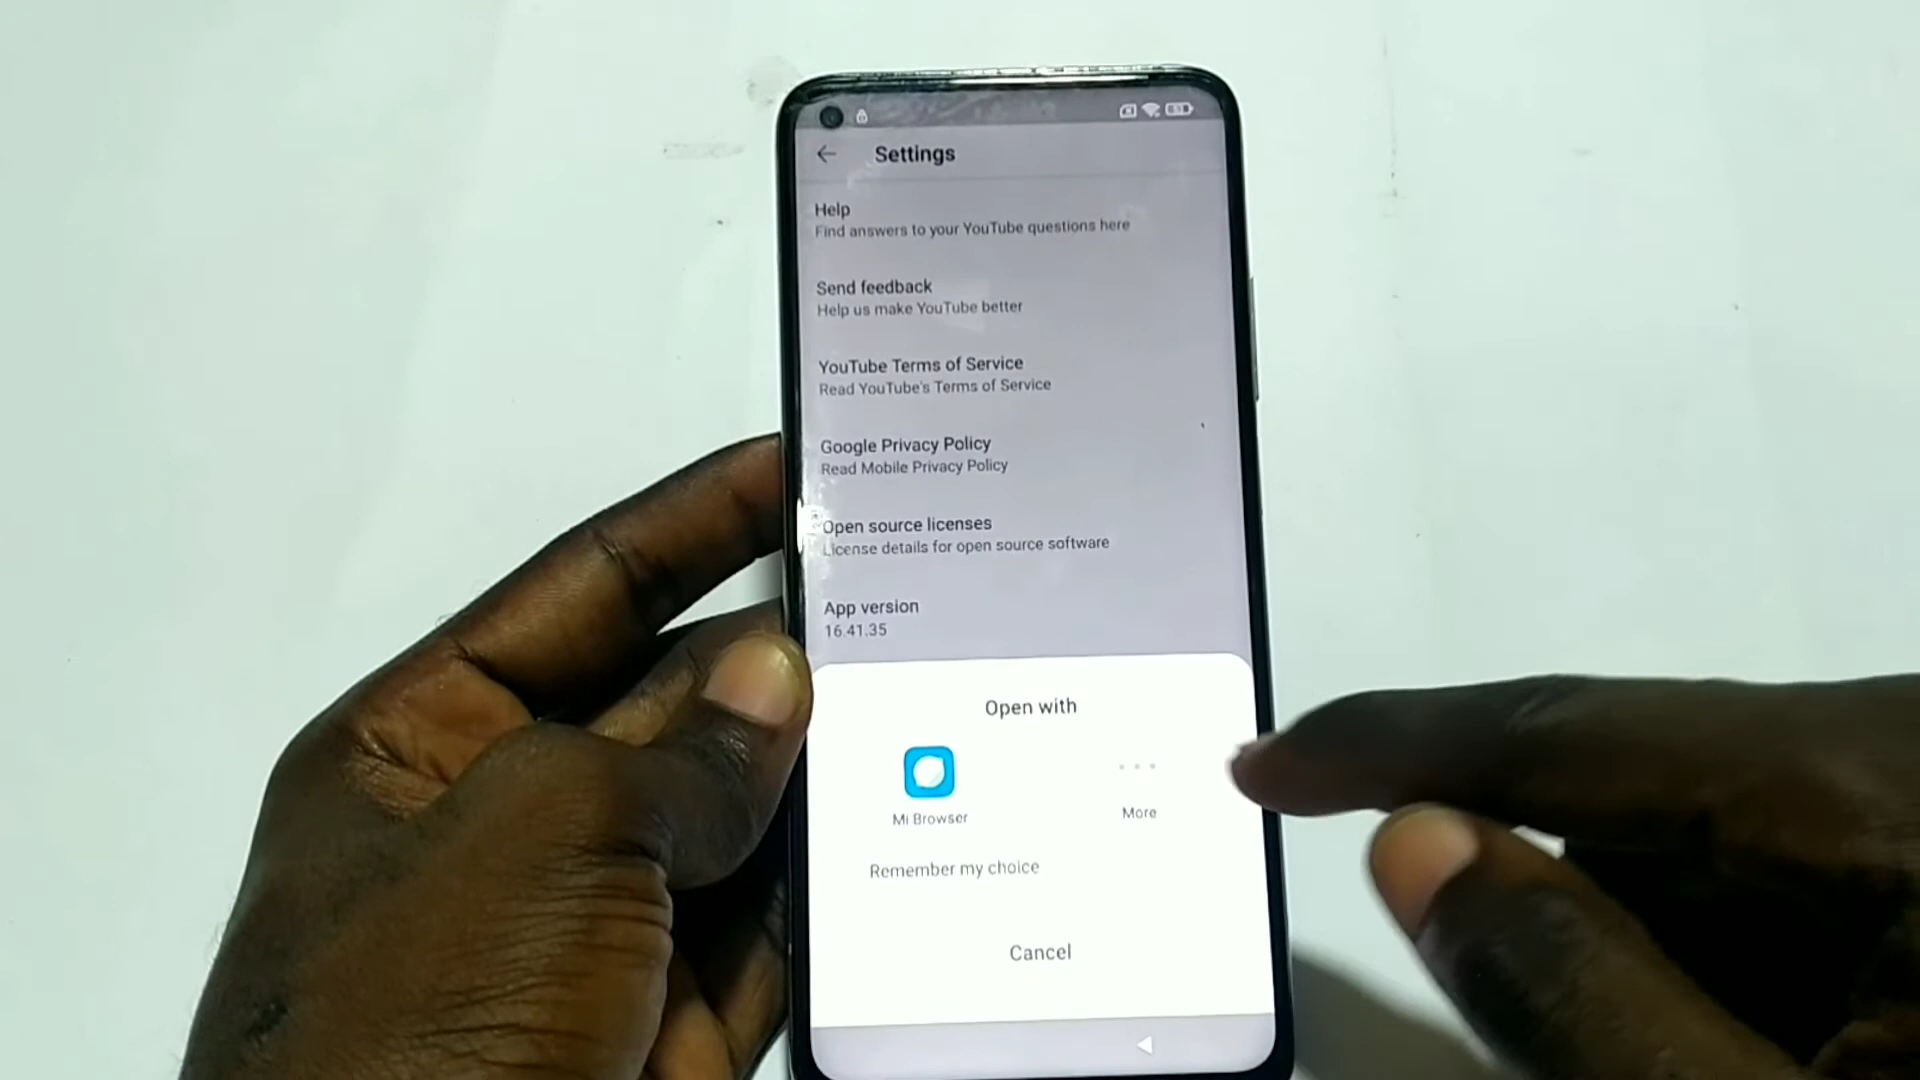 Settings
Help
Find answers to your YouTube questions here
Send feedback
Help us make YouTube better
YouTube Terms of Service
Read YouTube's Terms of Service
Google Privacy Policy
Read Mobile Privacy Policy
Open source licenses
License details for open source software
App version
16.41.35
Open with
Mi Browser
More
Remember my choice
Cancel